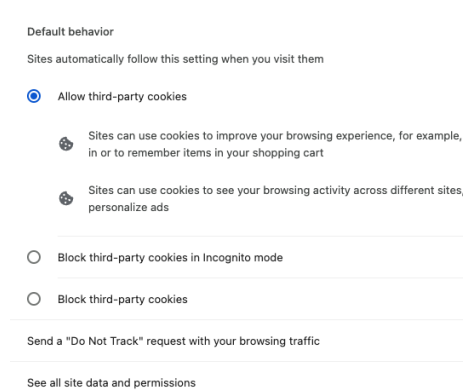 Default behavior
Sites automatically follow this setting when you visit them
Allow third-party cookies
Sites can use cookies to improve your browsing experience, for example,
in or to remember items in your shopping cart
Sites can use cookies to see your browsing activity across different sites,
personalize ads
Block third-party cookies in Incognito mode
Block third-party cookies
Send a "Do Not Track" request with your browsing traffic
See all site data and permissions